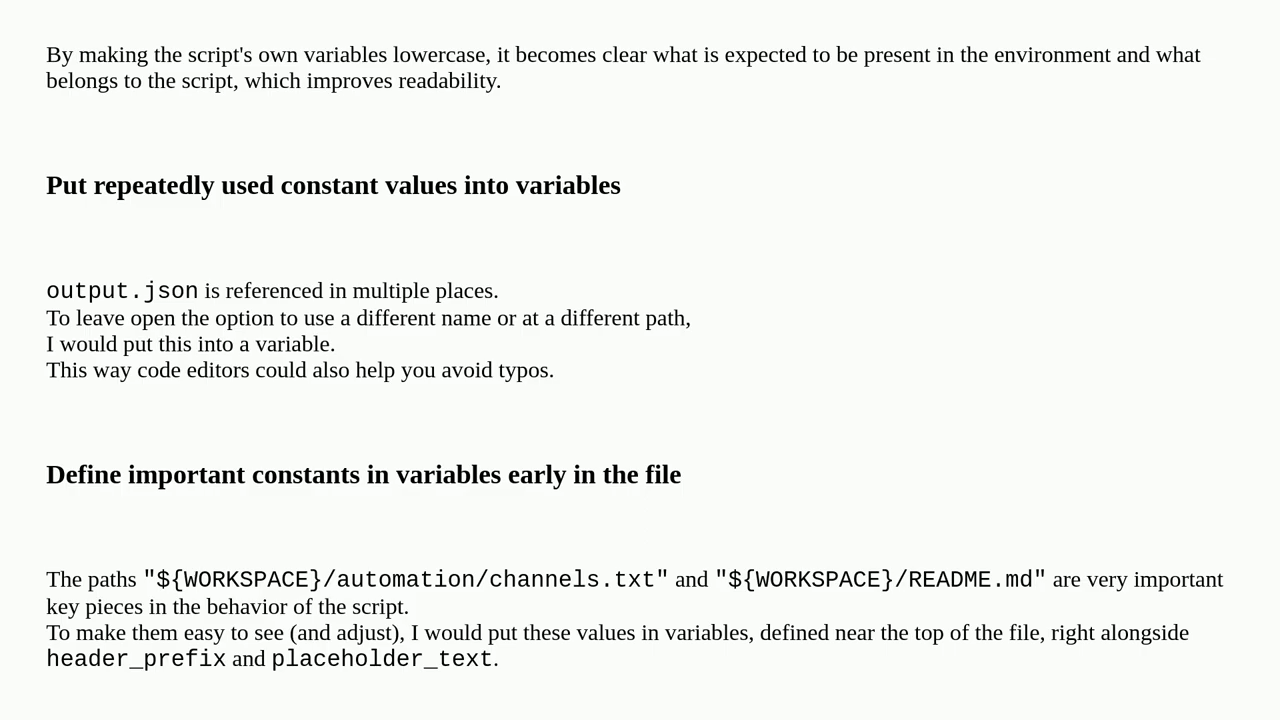 By making the script's own variables lowercase, it becomes clear what is expected to be present in the environment and what
belongs to the script, which improves readability.
Put repeatedly used constant values into variables
output.json is referenced in multiple places.
To leave open the option to use a different name or at a different path,
I would put this into a variable.
This way code editors could also help you avoid typos.
Define important constants in variables early in the file
The paths "${WORKSPACE}/automation/channels.txt" and "${WORKSPACE}/README.md" are very important
key pieces in the behavior of the script.
To make them easy to see (and adjust), I would put these values in variables, defined near the top of the file, right alongside
header_prefix and placeholder_text.